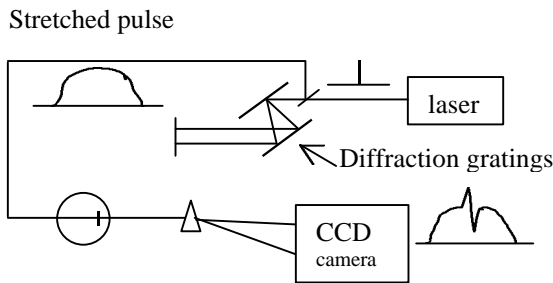 Stretched pulse
laser
Diffraction gratings
CCD
camera